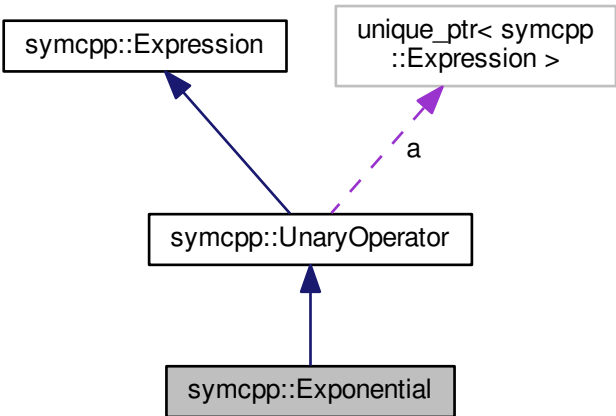 symcpp::Expression
unique_ptr< symcpp
::Expression >
a
symcpp::UnaryOperator
symcpp::Exponential